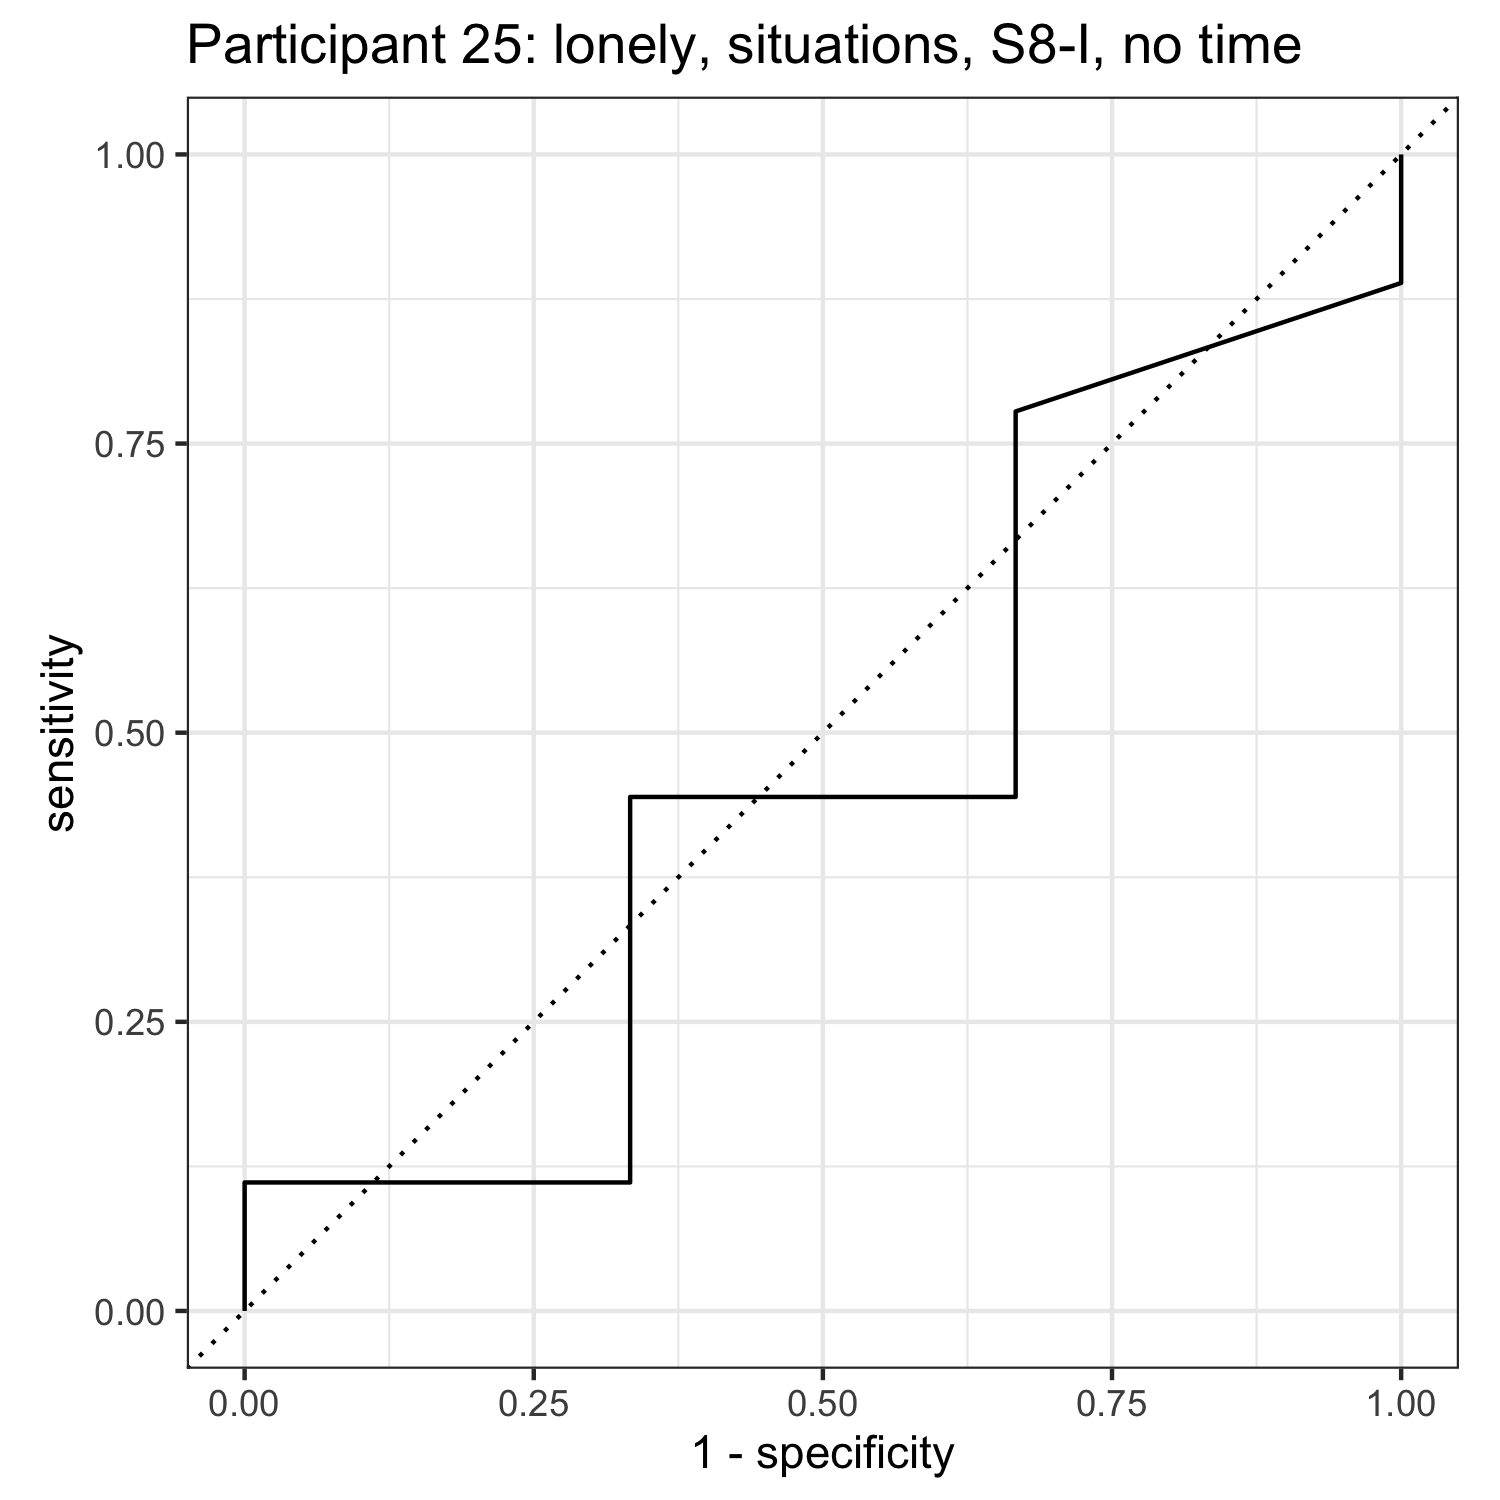 Participant 25: lonely, situations, S8-I, no time
1.00
0.75
0.50
0.25
0.00
sensitivity
0.00 0.25 0.50 0.75 1.00
1 - specificity